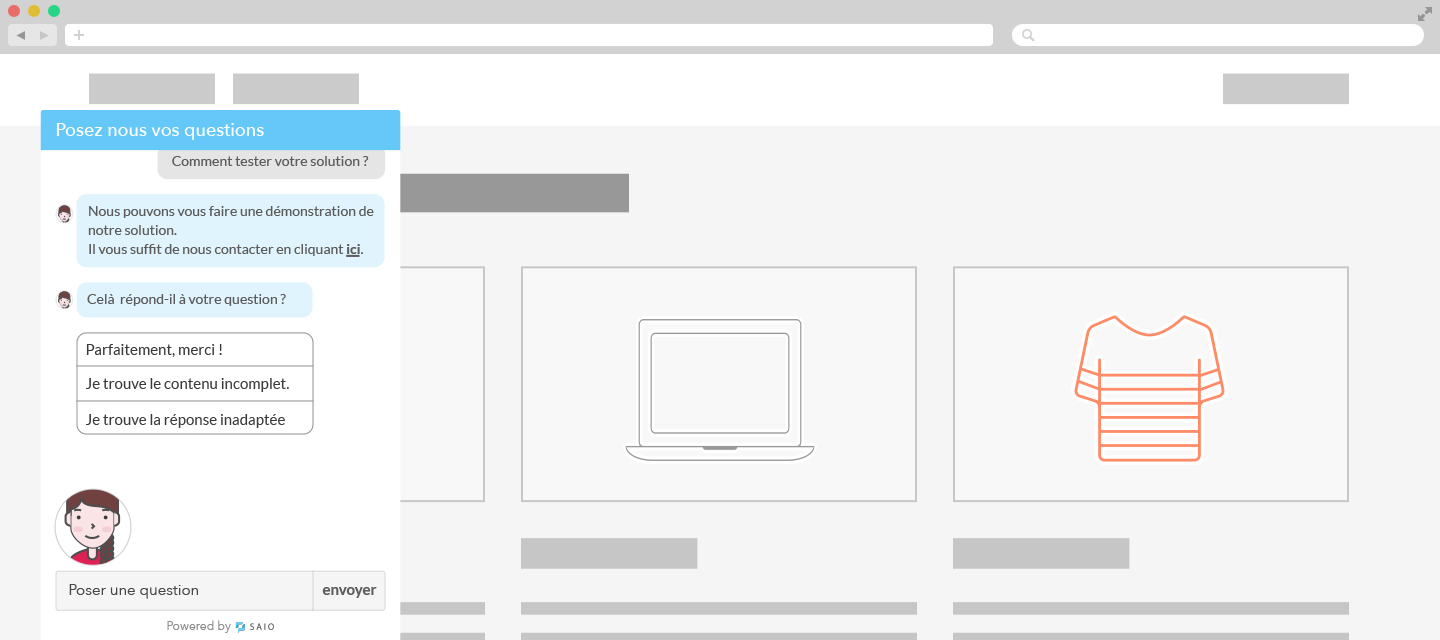 Posez nous vos questions
Comment tester votre solution ?
Nous pouvons vous faire une démonstration de
notre solution.
Il vous suffit de nous contacter en cliquant ici.
Celà répond-il à votre question ?
Parfaitement, merci !
Je trouve le contenu incomplet.
Je trouve la réponse inadaptée
Poser une question
envoyer
Powered by SAIO